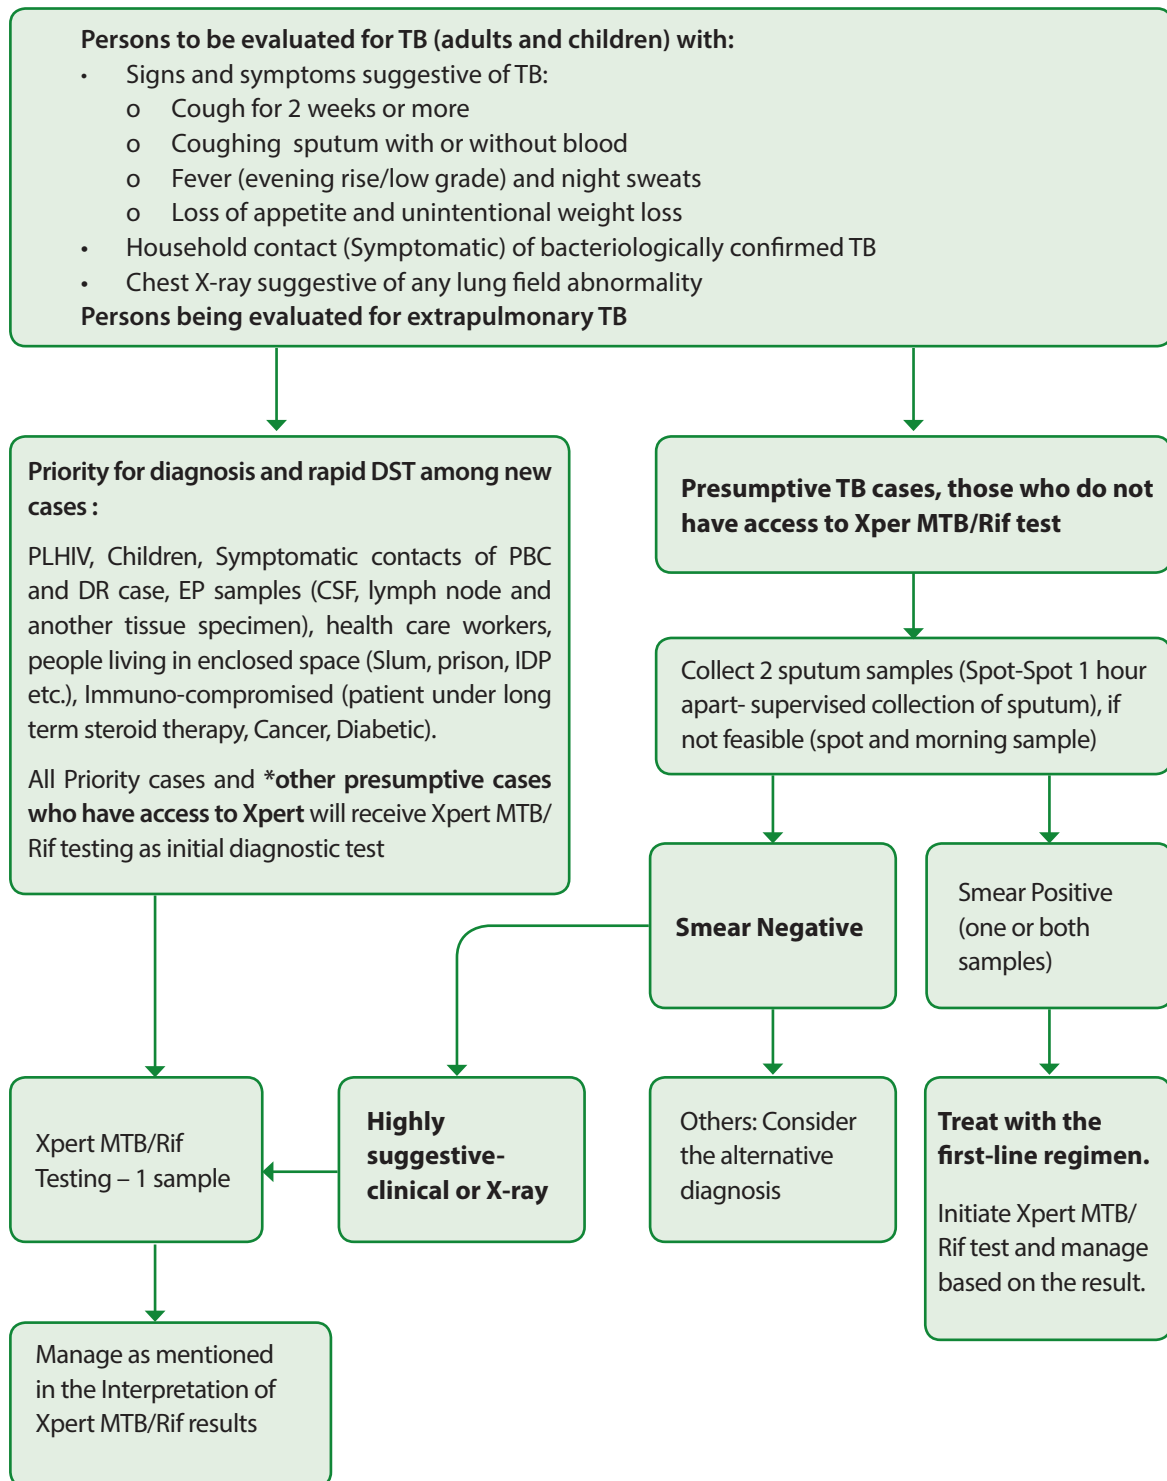 Persons to be evaluated for TB (adults and children) with:
• Signs and symptoms suggestive of TB:
o Cough for 2 weeks or more
o Coughing sputum with or without blood
o Fever (evening rise/low grade) and night sweats
o Loss of appetite and unintentional weight loss
• Household contact (Symptomatic) of bacteriologically confirmed TB
• Chest X-ray suggestive of any lung field abnormality
Persons being evaluated for extrapulmonary TB
Priority for diagnosis and rapid DST among new
cases :
PLHIV, Children, Symptomatic contacts of PBC
and DR case, EP samples (CSF, lymph node and
another tissue specimen), health care workers,
people living in enclosed space (Slum, prison, IDP
etc.), Immuno-compromised (patient under long
term steroid therapy, Cancer, Diabetic).
All Priority cases and *other presumptive cases
who have access to Xpert will receive Xpert MTB/
Rif testing as initial diagnostic test
Presumptive TB cases, those who do not
have access to Xper MTB/Rif test
Collect 2 sputum samples (Spot-Spot 1 hour
apart- supervised collection of sputum), if
not feasible (spot and morning sample)
Smear Negative
Smear Positive
(one or both
samples)
Xpert MTB/Rif
Testing – 1 sample
Highly
suggestive-
clinical or X-ray
Others: Consider
the alternative
diagnosis
Treat with the
first-line regimen.
Initiate Xpert MTB/
Rif test and manage
based on the result.
Manage as mentioned
in the Interpretation of
Xpert MTB/Rif results